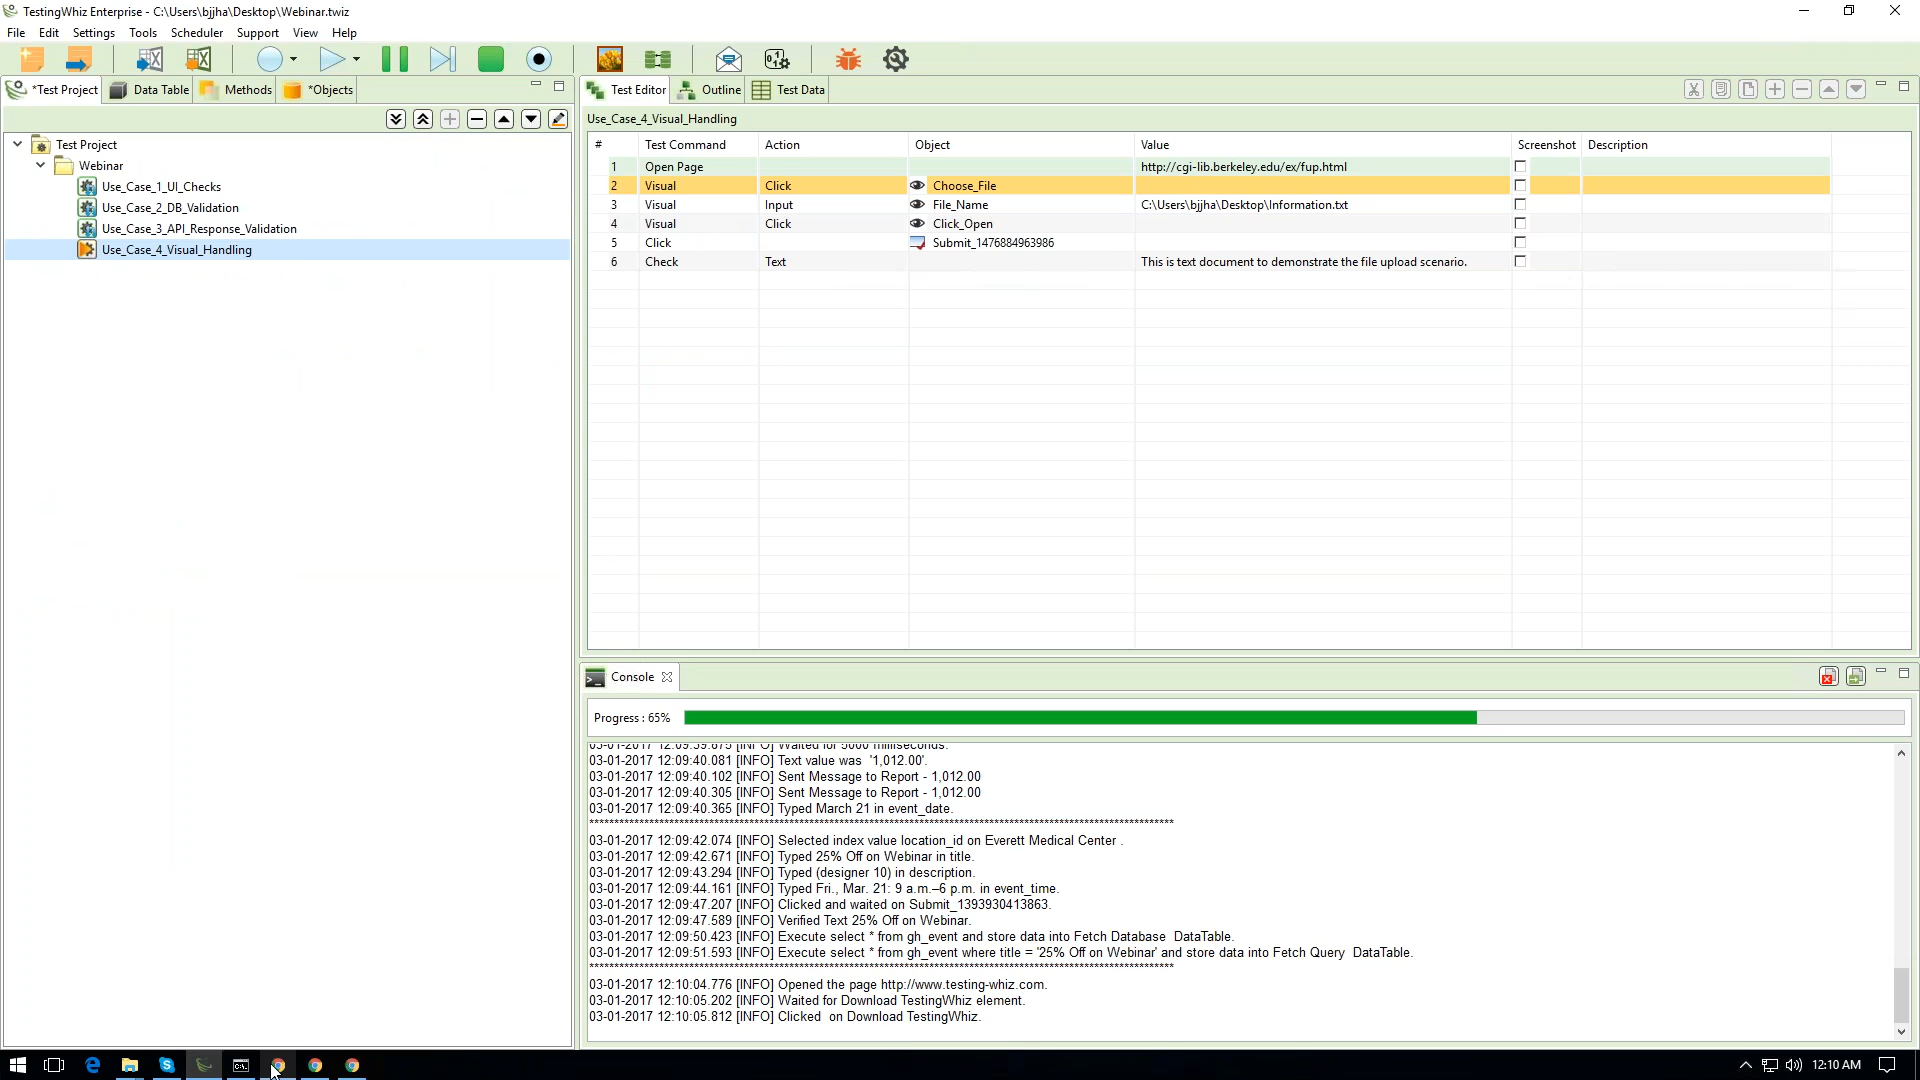 TestingWhiz Enterprise - C:\Users\bjjha\Desktop\Webinar.twiz
File Edit Settings Tools Scheduler Support View Help
*Test Project Data Table Methods *Objects
Test Editor Outline Test Data
Use_Case_4_Visual_Handling
Test Project
Webinar
Use_Case_1_UI_Checks
Use_Case_2_DB_Validation
Use_Case_3_API_Response_Validation
Use_Case_4_Visual_Handling
# Test Command Action Object Value Screenshot Description
1 Open Page http://cgi-lib.berkeley.edu/ex/fup.html
2 Visual Click Choose_File
3 Visual Input File_Name C:\Users\bjjha\Desktop\Information.txt
4 Visual Click Click_Open
5 Click Submit_1476884963986
6 Check Text This is text document to demonstrate the file upload scenario.
Console
Progress : 65%
03-01-2017 12:09:39.675 [INFO] Waited for 5000 milliseconds.
03-01-2017 12:09:40.081 [INFO] Text value was '1,012.00'.
03-01-2017 12:09:40.102 [INFO] Sent Message to Report - 1,012.00
03-01-2017 12:09:40.305 [INFO] Sent Message to Report - 1,012.00
03-01-2017 12:09:40.365 [INFO] Typed March 21 in event_date.
03-01-2017 12:09:42.074 [INFO] Selected index value location_id on Everett Medical Center .
03-01-2017 12:09:42.671 [INFO] Typed 25% Off on Webinar in title.
03-01-2017 12:09:43.294 [INFO] Typed (designer 10) in description.
03-01-2017 12:09:44.161 [INFO] Typed Fri., Mar. 21: 9 a.m.–6 p.m. in event_time.
03-01-2017 12:09:47.207 [INFO] Clicked and waited on Submit_1393930413863.
03-01-2017 12:09:47.589 [INFO] Verified Text 25% Off on Webinar.
03-01-2017 12:09:50.423 [INFO] Execute select * from gh_event and store data into Fetch Database DataTable.
03-01-2017 12:09:51.593 [INFO] Execute select * from gh_event where title = '25% Off on Webinar' and store data into Fetch Query DataTable.
03-01-2017 12:10:04.776 [INFO] Opened the page http://www.testing-whiz.com.
03-01-2017 12:10:05.202 [INFO] Waited for Download TestingWhiz element.
03-01-2017 12:10:05.812 [INFO] Clicked on Download TestingWhiz.
12:10 AM